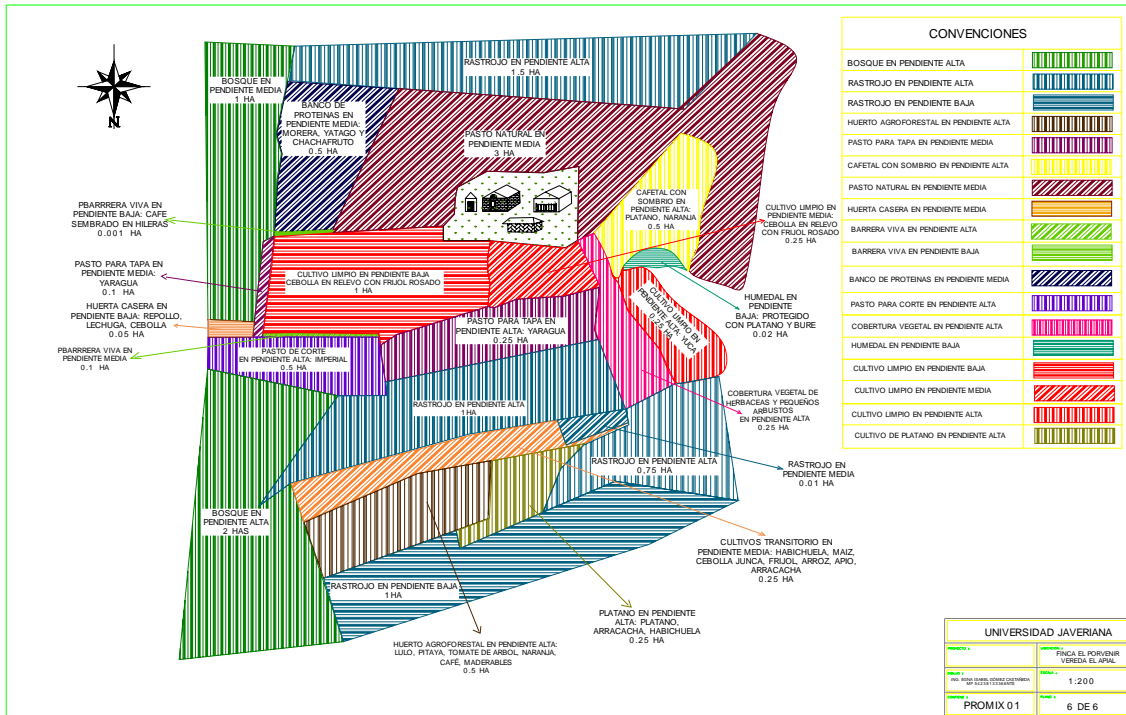 RASTROJO EN PENDIENTE ALTA
1.5 HA
BOSQUE EN
PENDIENTE MEDIA
1 HA
BANCO DE
PROTEINAS EN
PENDIENTE MEDIA:
MORERA, YATAGO Y
CHACHAFRUTO
0.5 HA
PASTO NATURAL EN
PENDIENTE MEDIA
3 HA
N
PBARRRERA VIVA EN
PENDIENTE BAJA: CAFE
SEMBRADO EN HILERAS
0.001 HA
CAFETAL CON
SOMBRIO EN
PENDIENTE ALTA:
PLATANO, NARANJA
0.5 HA
CULTIVO LIMPIO EN
PENDIENTE MEDIA:
CEBOLLA EN RELEVO
CON FRIJOL ROSADO
0.25 HA
PASTO PARA TAPA EN
PENDIENTE MEDIA:
YARAGUA
0.1 HA
CULTIVO LIMPIO EN PENDIENTE BAJA
CEBOLLA EN RELEVO CON FRIJOL ROSADO
1 HA
HUERTA CASERA EN
PENDIENTE BAJA: REPOLLO,
LECHUGA, CEBOLLA
0.05 HA
HUMEDAL EN
PENDIENTE
BAJA: PROTEGIDO
CON PLATANO Y BURE
0.02 HA
CULTIVO LIMPIO EN
PENDIENTE ALTA: YUCA
0.25 HA
PASTO PARA TAPA EN
PENDIENTE ALTA: YARAGUA
0.25 HA
PBARRRERA VIVA EN
PENDIENTE MEDIA
0.1 HA
PASTO DE CORTE
EN PENDIENTE ALTA: IMPERIAL
0.5 HA
RASTROJO EN PENDIENTE ALTA
1HA
COBERTURA VEGETAL DE
HERBACEAS Y PEQUEÑOS
ARBUSTOS
EN PENDIENTE ALTA
0.25 HA
RASTROJO EN PENDIENTE ALTA
0,75 HA
RASTROJO EN
PENDIENTE MEDIA
0.01 HA
BOSQUE EN
PENDIENTE ALTA
2 HAS
CULTIVOS TRANSITORIO EN
PENDIENTE MEDIA: HABICHUELA, MAIZ,
CEBOLLA JUNCA, FRIJOL, ARROZ, APIO,
ARRACACHA
0.25 HA
RASTROJO EN PENDIENTE BAJA
1HA
PLATANO EN PENDIENTE
ALTA: PLATANO,
ARRACACHA, HABICHUELA
0.25 HA
HUERTO AGROFORESTAL EN PENDIENTE ALTA:
LULO, PITAYA, TOMATE DE ARBOL, NARANJA,
CAFÉ, MADERABLES
0.5 HA
CONVENCIONES
BOSQUE EN PENDIENTE ALTA
RASTROJO EN PENDIENTE ALTA
RASTROJO EN PENDIENTE BAJA
HUERTO AGROFORESTAL EN PENDIENTE ALTA
PASTO PARA TAPA EN PENDIENTE MEDIA
CAFETAL CON SOMBRIO EN PENDIENTE ALTA
PASTO NATURAL EN PENDIENTE MEDIA
HUERTA CASERA EN PENDIENTE MEDIA
BARRERA VIVA EN PENDIENTE ALTA
BARRERA VIVA EN PENDIENTE BAJA
BANCO DE PROTEINAS EN PENDIENTE MEDIA
PASTO PARA CORTE EN PENDIENTE ALTA
COBERTURA VEGETAL EN PENDIENTE ALTA
HUMEDAL EN PENDIENTE BAJA
CULTIVO LIMPIO EN PENDIENTE BAJA
CULTIVO LIMPIO EN PENDIENTE MEDIA
CULTIVO LIMPIO EN PENDIENTE ALTA
CULTIVO DE PLATANO EN PENDIENTE ALTA
UNIVERSIDAD JAVERIANA
FINCA EL PORVENIR
VEREDA EL APIAL
1:200
PROMIX 01
6 DE 6